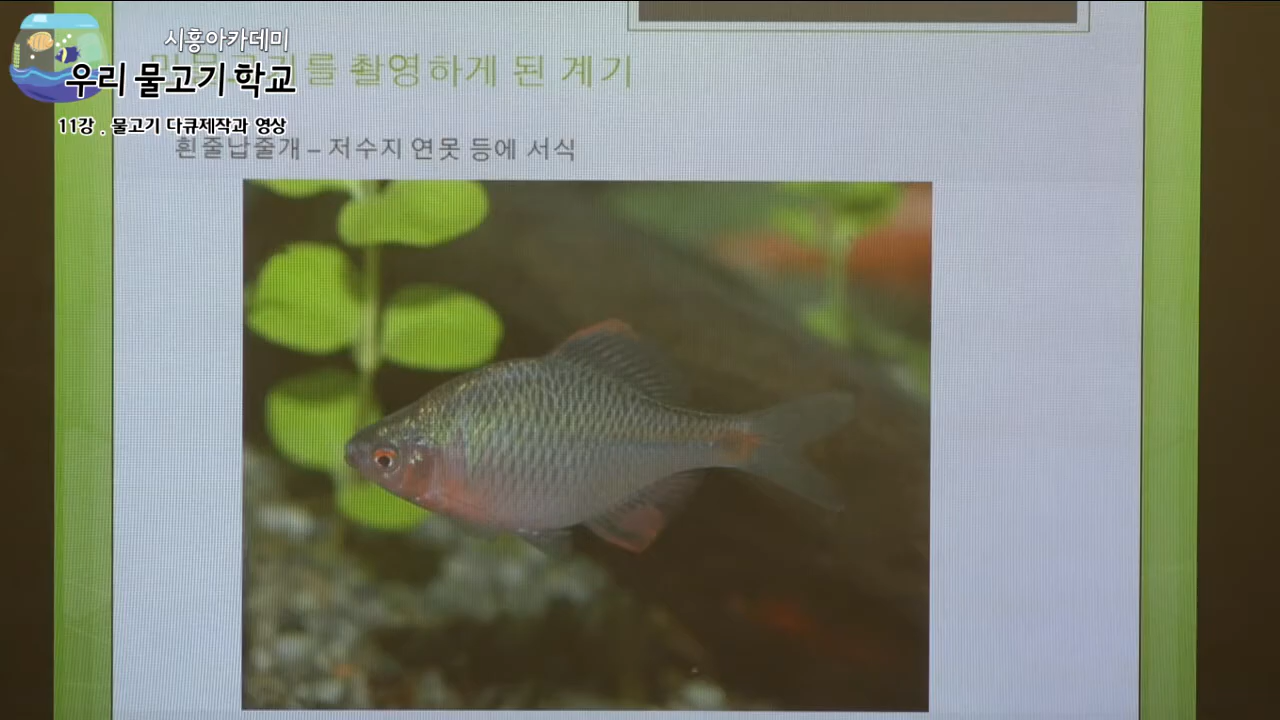 시흥아카데미
우리 물고기 학교
11강 . 물고기 다큐제작과 영상
를 촬영하게 된 계기
흰줄납줄개 – 저수지 연못 등에 서식